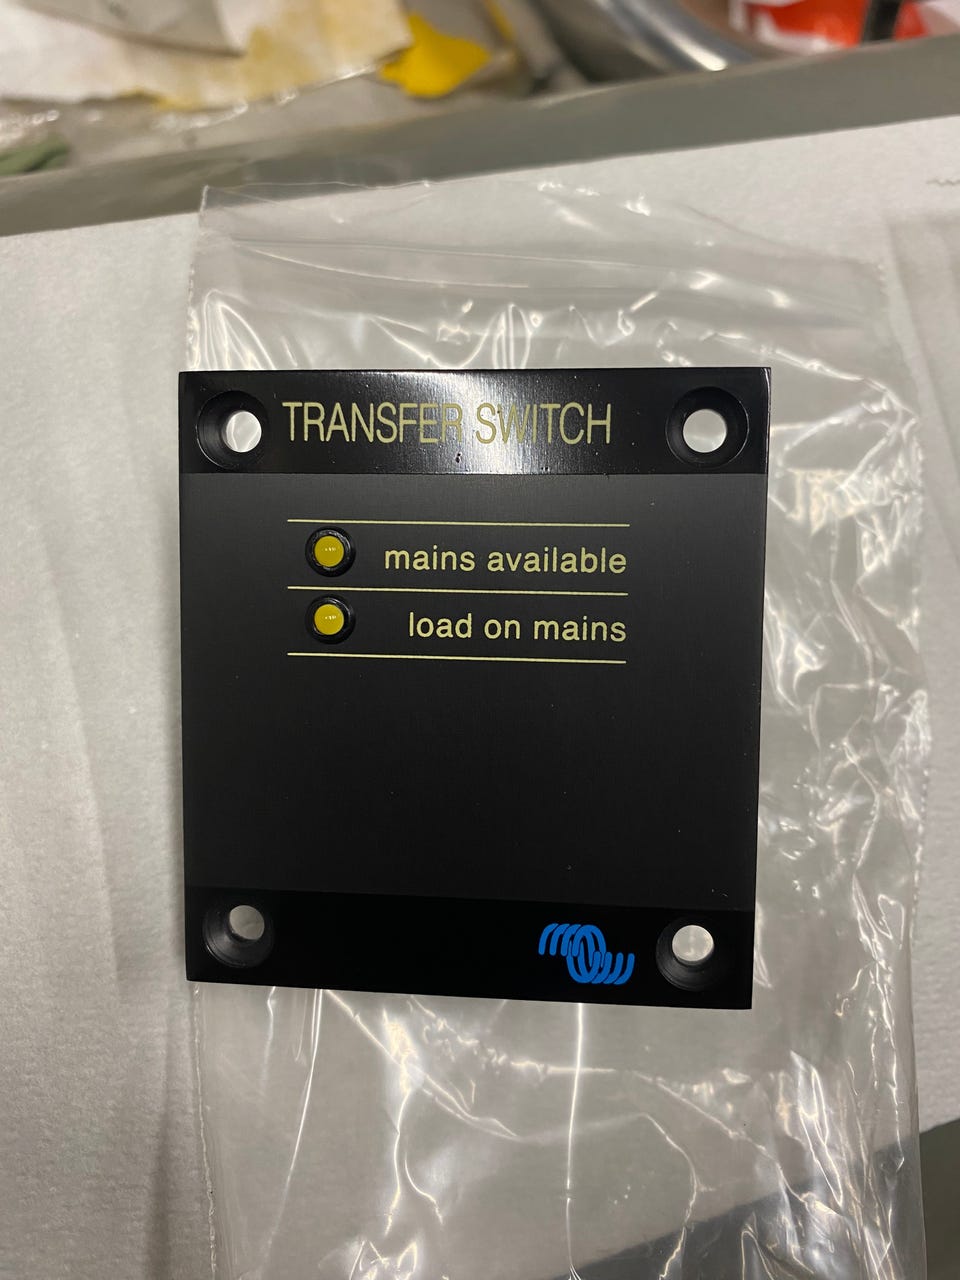 TRANSFER SWITCH
mains available
load on mains